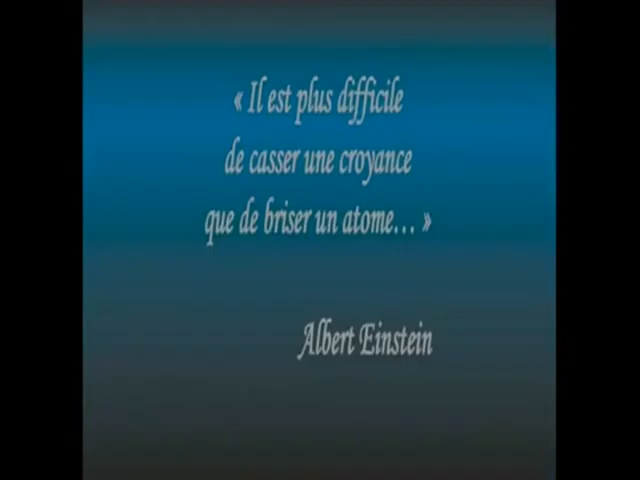 « Il est plus difficile
de casser une croyance
que de briser un atome... »
Albert Einstein